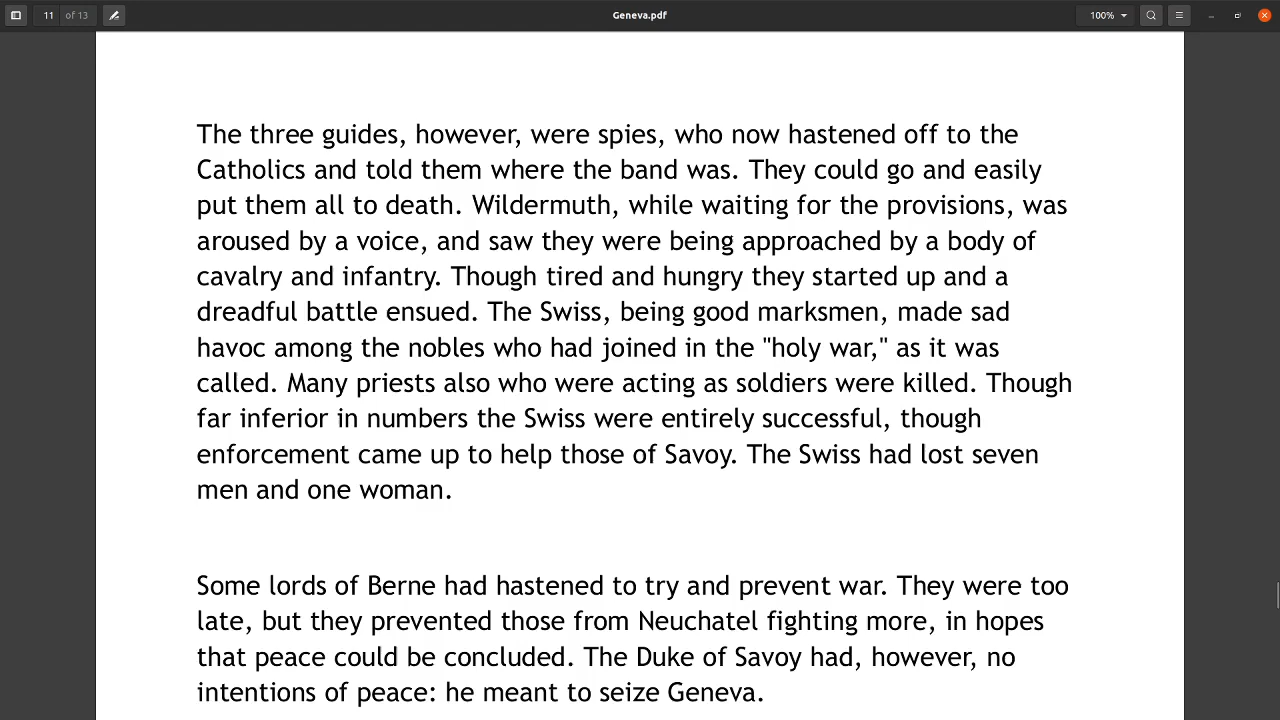 11 of 13
Geneva.pdf
100%
The three guides, however, were spies, who now hastened off to the
Catholics and told them where the band was. They could go and easily
put them all to death. Wildermuth, while waiting for the provisions, was
aroused by a voice, and saw they were being approached by a body of
cavalry and infantry. Though tired and hungry they started up and a
dreadful battle ensued. The Swiss, being good marksmen, made sad
havoc among the nobles who had joined in the "holy war," as it was
called. Many priests also who were acting as soldiers were killed. Though
far inferior in numbers the Swiss were entirely successful, though
enforcement came up to help those of Savoy. The Swiss had lost seven
men and one woman.
Some lords of Berne had hastened to try and prevent war. They were too
late, but they prevented those from Neuchatel fighting more, in hopes
that peace could be concluded. The Duke of Savoy had, however, no
intentions of peace: he meant to seize Geneva.